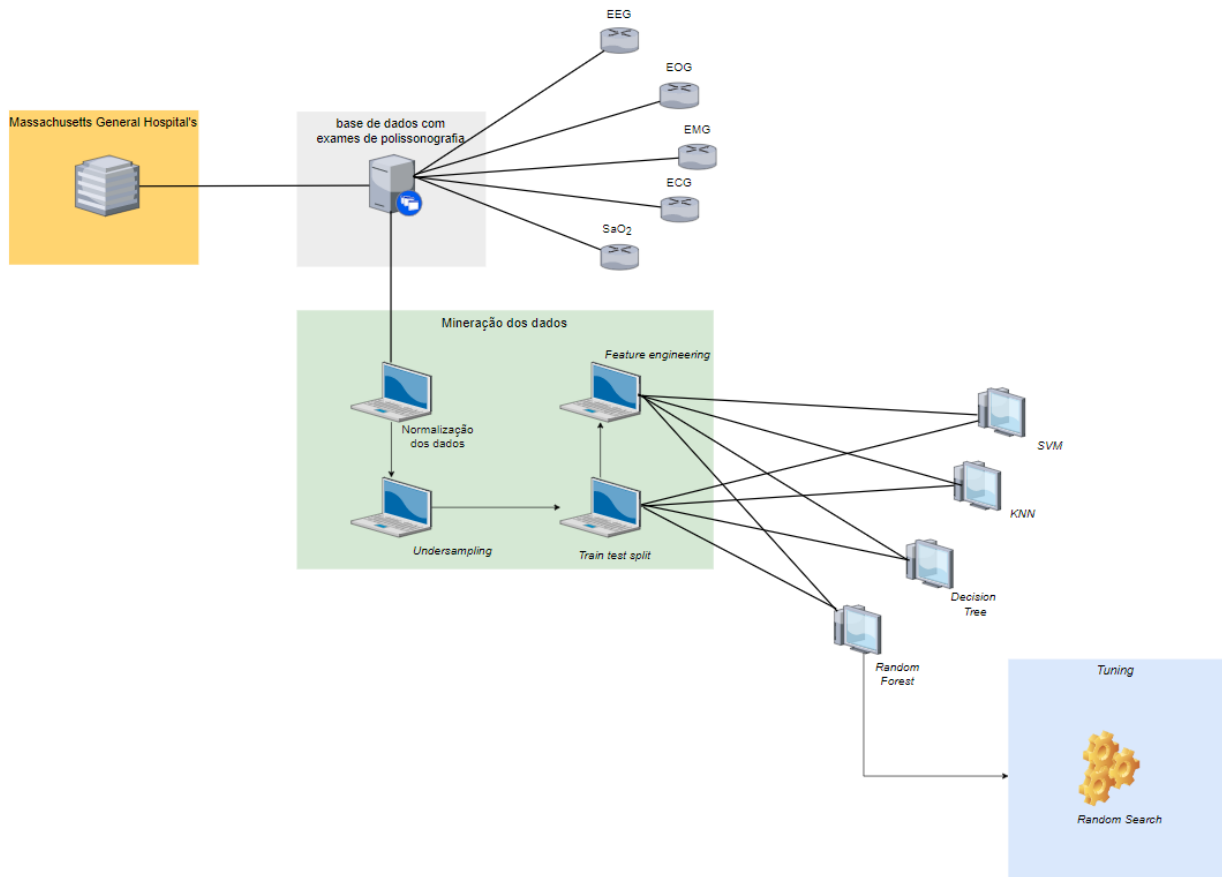 EEG
EOG
Massachusetts General Hospital's
base de dados com
exames de polissonografia
EMG
ECG
SaO2
Mineração dos dados
Feature engineering
Normalização
dos dados
SVM
KNN
Undersampling
Train test split
Decision
Tree
Random
Forest
Tuning
Random Search